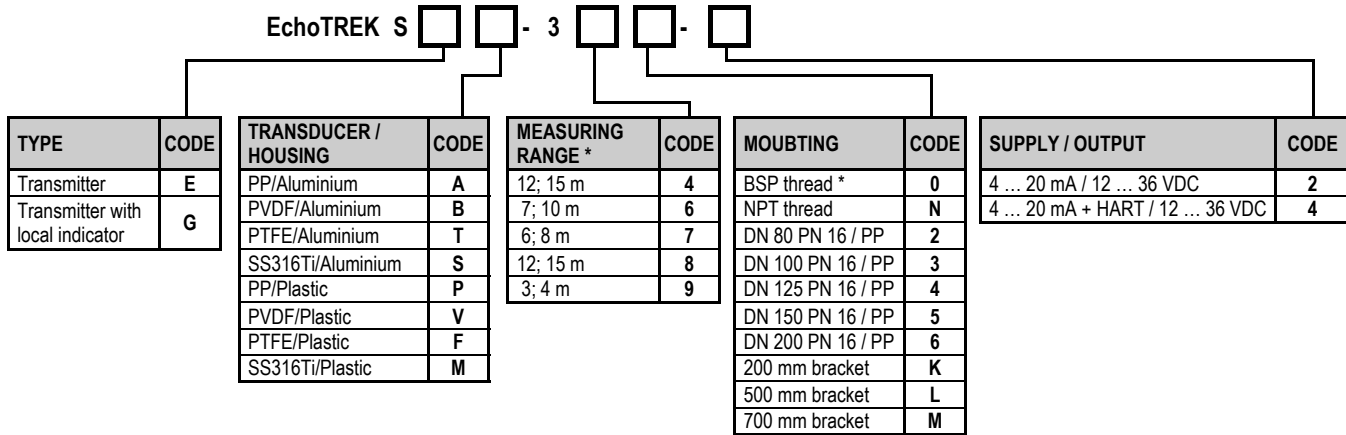 EchoTREK S - 3 -
TYPE CODE
Transmitter E
Transmitter with local indicator G
TRANSDUCER / HOUSING CODE
PP/Aluminium A
PVDF/Aluminium B
PTFE/Aluminium T
SS316Ti/Aluminium S
PP/Plastic P
PVDF/Plastic V
PTFE/Plastic F
SS316Ti/Plastic M
MEASURING RANGE * CODE
12; 15 m 4
7; 10 m 6
6; 8 m 7
12; 15 m 8
3; 4 m 9
MOUBTING CODE
BSP thread * 0
NPT thread N
DN 80 PN 16 / PP 2
DN 100 PN 16 / PP 3
DN 125 PN 16 / PP 4
DN 150 PN 16 / PP 5
DN 200 PN 16 / PP 6
200 mm bracket K
500 mm bracket L
700 mm bracket M
SUPPLY / OUTPUT CODE
4 … 20 mA / 12 … 36 VDC 2
4 … 20 mA + HART / 12 … 36 VDC 4